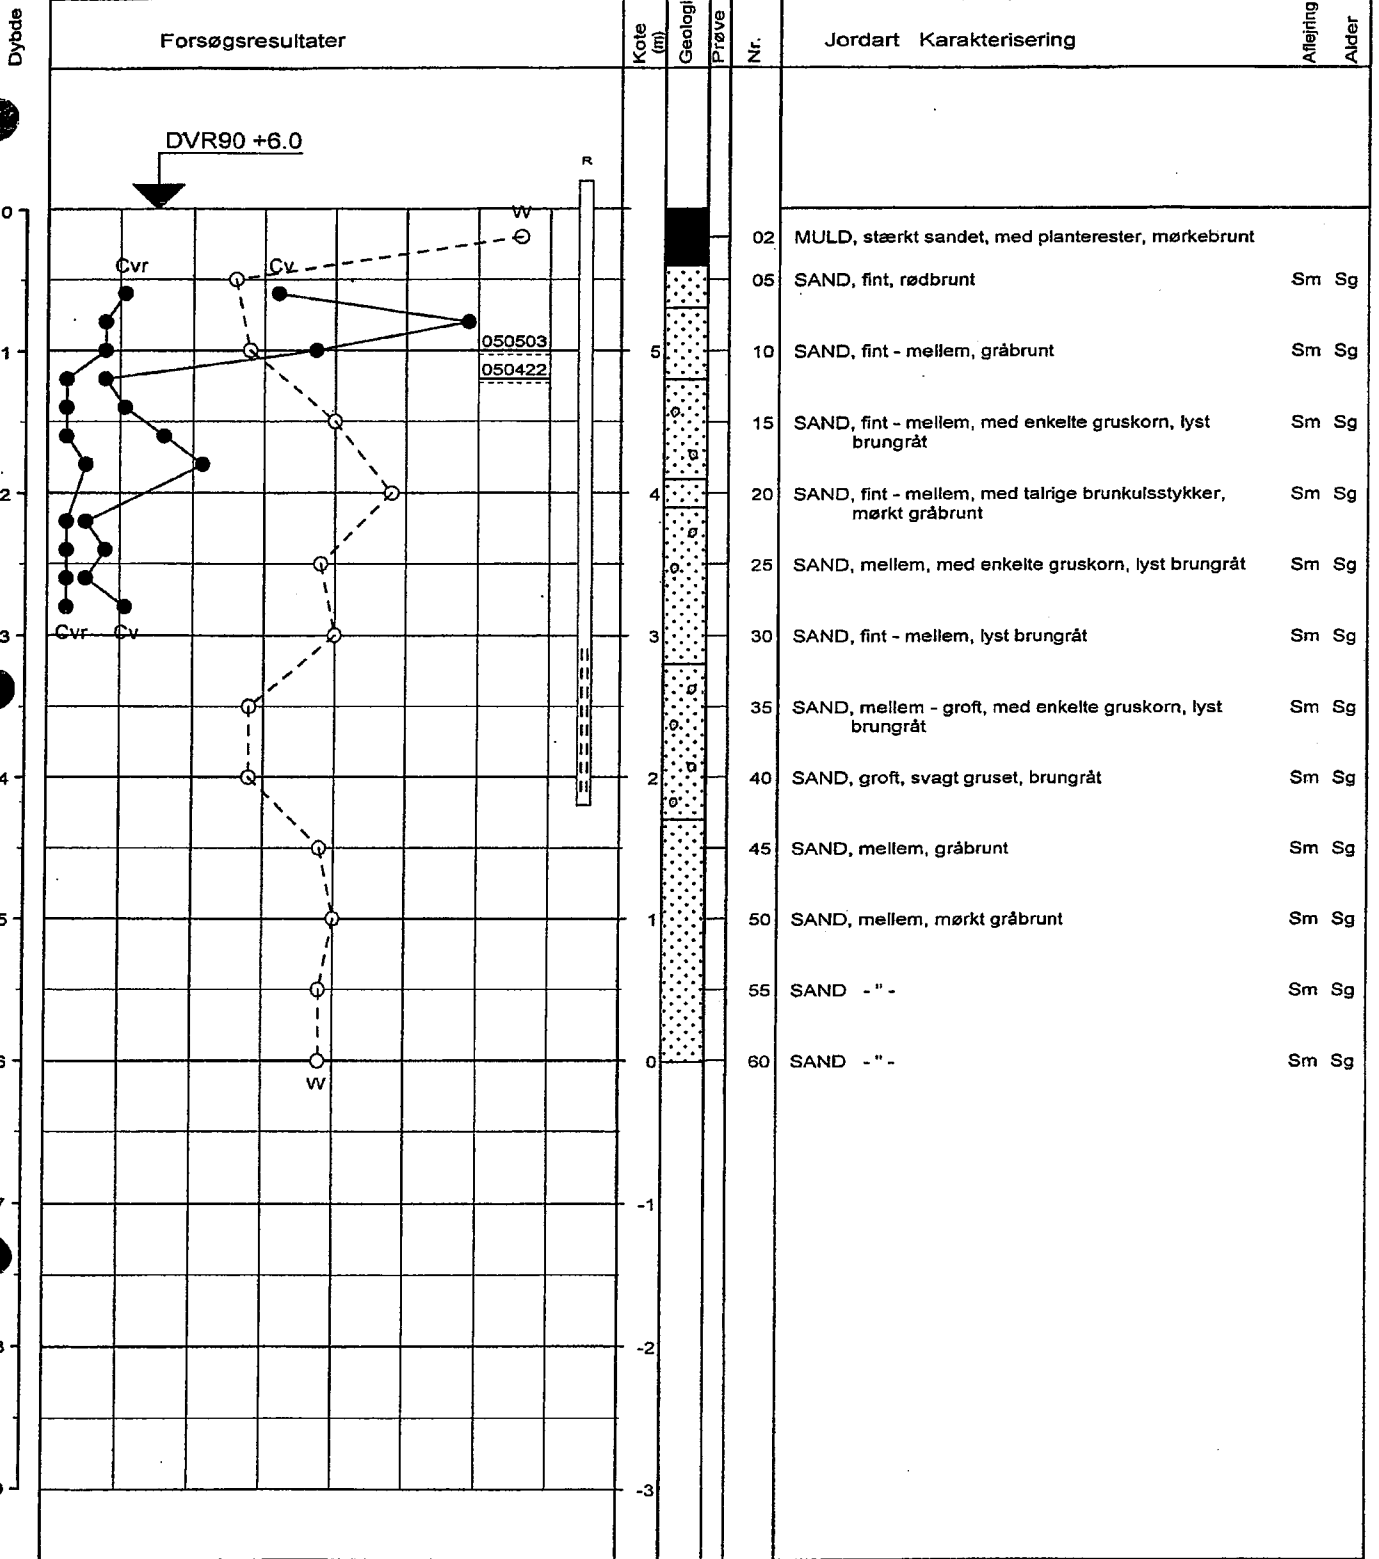 Dybde
Forsøgsresultater
Kote
(m)
Geologi
Prøve
Nr.
Jordart Karakterisering
Aflejring
Alder
DVR90 +6.0
R
0
W
02 MULD, stærkt sandet, med planterester, mørkebrunt
Cvr
Cv
05 SAND, fint, rødbrunt Sm Sg
050503
1
5
10 SAND, fint - mellem, gråbrunt Sm Sg
050422
15 SAND, fint - mellem, med enkelte gruskorn, lyst Sm Sg
brungråt
2
4
20 SAND, fint - mellem, med talrige brunkulsstykker, Sm Sg
mørkt gråbrunt
25 SAND, mellem, med enkelte gruskorn, lyst brungråt Sm Sg
3
Cvr
Cv
3
30 SAND, fint - mellem, lyst brungråt Sm Sg
35 SAND, mellem - groft, med enkelte gruskorn, lyst Sm Sg
brungråt
4
2
40 SAND, groft, svagt gruset, brungråt Sm Sg
45 SAND, mellem, gråbrunt Sm Sg
5
1
50 SAND, mellem, mørkt gråbrunt Sm Sg
55 SAND - " - Sm Sg
6
0
60 SAND - " - Sm Sg
W
7
-1
8
-2
-3